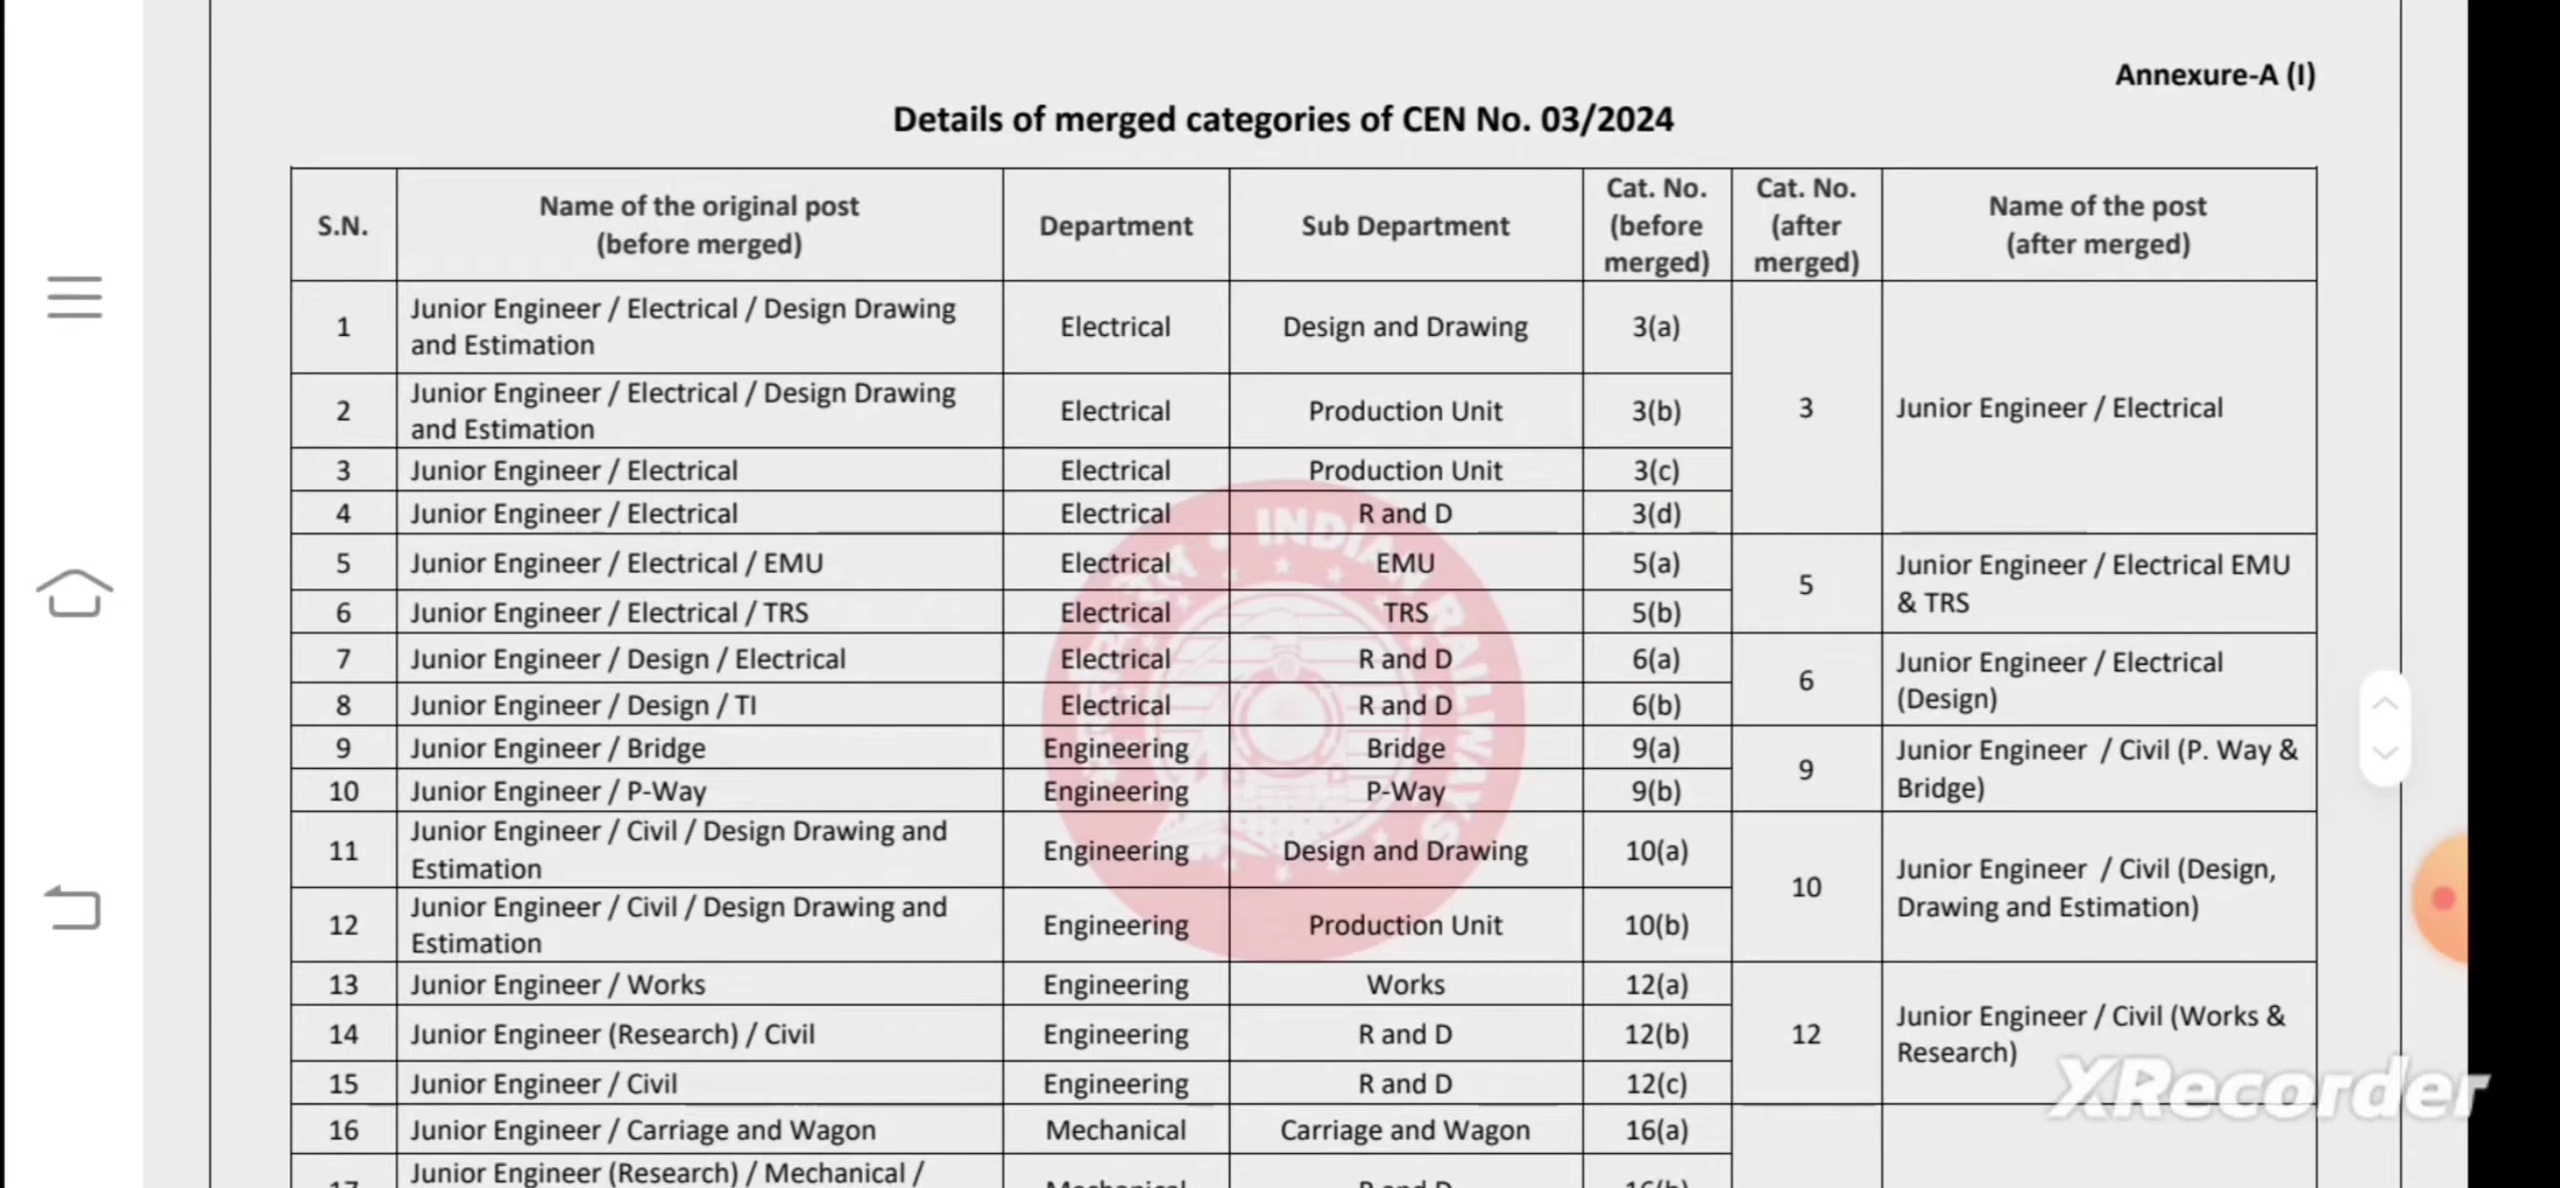 Annexure-A (I)
Details of merged categories of CEN No. 03/2024
S.N.
Name of the original post
(before merged)
Department
Sub Department
Cat. No.
(before
merged)
Cat. No.
(after
merged)
Name of the post
(after merged)
1
Junior Engineer / Electrical / Design Drawing
and Estimation
Electrical
Design and Drawing
3(a)
3
Junior Engineer / Electrical
2
Junior Engineer / Electrical / Design Drawing
and Estimation
Electrical
Production Unit
3(b)
3
Junior Engineer / Electrical
Electrical
Production Unit
3(c)
4
Junior Engineer / Electrical
Electrical
R and D
3(d)
5
Junior Engineer / Electrical / EMU
Electrical
EMU
5(a)
5
Junior Engineer / Electrical EMU
& TRS
6
Junior Engineer / Electrical / TRS
Electrical
TRS
5(b)
7
Junior Engineer / Design / Electrical
Electrical
R and D
6(a)
6
Junior Engineer / Electrical
(Design)
8
Junior Engineer / Design / TI
Electrical
R and D
6(b)
9
Junior Engineer / Bridge
Engineering
Bridge
9(a)
9
Junior Engineer / Civil (P. Way &
Bridge)
10
Junior Engineer / P-Way
Engineering
P-Way
9(b)
11
Junior Engineer / Civil / Design Drawing and
Estimation
Engineering
Design and Drawing
10(a)
10
Junior Engineer / Civil (Design,
Drawing and Estimation)
12
Junior Engineer / Civil / Design Drawing and
Estimation
Engineering
Production Unit
10(b)
13
Junior Engineer / Works
Engineering
Works
12(a)
12
Junior Engineer / Civil (Works &
Research)
14
Junior Engineer (Research) / Civil
Engineering
R and D
12(b)
15
Junior Engineer / Civil
Engineering
R and D
12(c)
16
Junior Engineer / Carriage and Wagon
Mechanical
Carriage and Wagon
16(a)
Junior Engineer (Research) / Mechanical /
INDIAN RAILWAYS
XRecorder